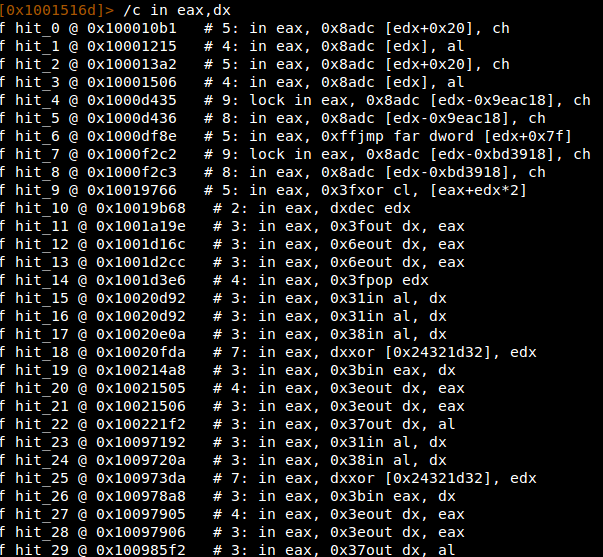 [0x1001516d]> /c in eax,dx
f hit_0 @ 0x100010b1   # 5: in eax, 0x8adc [edx+0x20], ch
f hit_1 @ 0x10001215   # 4: in eax, 0x8adc [edx], al
f hit_2 @ 0x100013a2   # 5: in eax, 0x8adc [edx+0x20], ch
f hit_3 @ 0x10001506   # 4: in eax, 0x8adc [edx], al
f hit_4 @ 0x1000d435   # 9: lock in eax, 0x8adc [edx-0x9eac18], ch
f hit_5 @ 0x1000d436   # 8: in eax, 0x8adc [edx-0x9eac18], ch
f hit_6 @ 0x1000df8e   # 5: in eax, 0xffjmp far dword [edx+0x7f]
f hit_7 @ 0x1000f2c2   # 9: lock in eax, 0x8adc [edx-0xbd3918], ch
f hit_8 @ 0x1000f2c3   # 8: in eax, 0x8adc [edx-0xbd3918], ch
f hit_9 @ 0x10019766   # 5: in eax, 0x3fxor cl, [eax+edx*2]
f hit_10 @ 0x10019b68   # 2: in eax, dxdec edx
f hit_11 @ 0x1001a19e   # 3: in eax, 0x3fout dx, eax
f hit_12 @ 0x1001d16c   # 3: in eax, 0x6eout dx, eax
f hit_13 @ 0x1001d2cc   # 3: in eax, 0x6eout dx, eax
f hit_14 @ 0x1001d3e6   # 4: in eax, 0x3fpop edx
f hit_15 @ 0x10020d92   # 3: in eax, 0x31in al, dx
f hit_16 @ 0x10020d92   # 3: in eax, 0x31in al, dx
f hit_17 @ 0x10020e0a   # 3: in eax, 0x38in al, dx
f hit_18 @ 0x10020fda   # 7: in eax, dxxor [0x24321d32], edx
f hit_19 @ 0x100214a8   # 3: in eax, 0x3bin eax, dx
f hit_20 @ 0x10021505   # 4: in eax, 0x3eout dx, eax
f hit_21 @ 0x10021506   # 3: in eax, 0x3eout dx, eax
f hit_22 @ 0x100221f2   # 3: in eax, 0x37out dx, al
f hit_23 @ 0x10097192   # 3: in eax, 0x31in al, dx
f hit_24 @ 0x1009720a   # 3: in eax, 0x38in al, dx
f hit_25 @ 0x100973da   # 7: in eax, dxxor [0x24321d32], edx
f hit_26 @ 0x100978a8   # 3: in eax, 0x3bin eax, dx
f hit_27 @ 0x10097905   # 4: in eax, 0x3eout dx, eax
f hit_28 @ 0x10097906   # 3: in eax, 0x3eout dx, eax
f hit_29 @ 0x100985f2   # 3: in eax, 0x37out dx, al